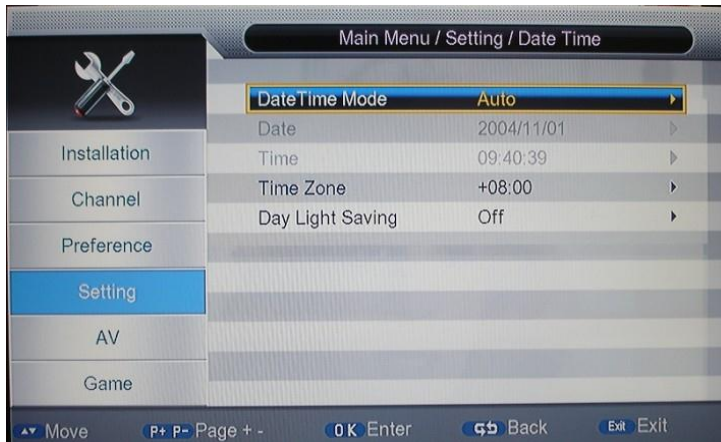 Main Menu / Setting / Date Time
DateTime Mode Auto
Date 2004/11/01
Time 09:40:39
Time Zone +08:00
Day Light Saving Off
Installation
Channel
Preference
Setting
AV
Game
Move P+ P- Page + - OK Enter Back Exit Exit